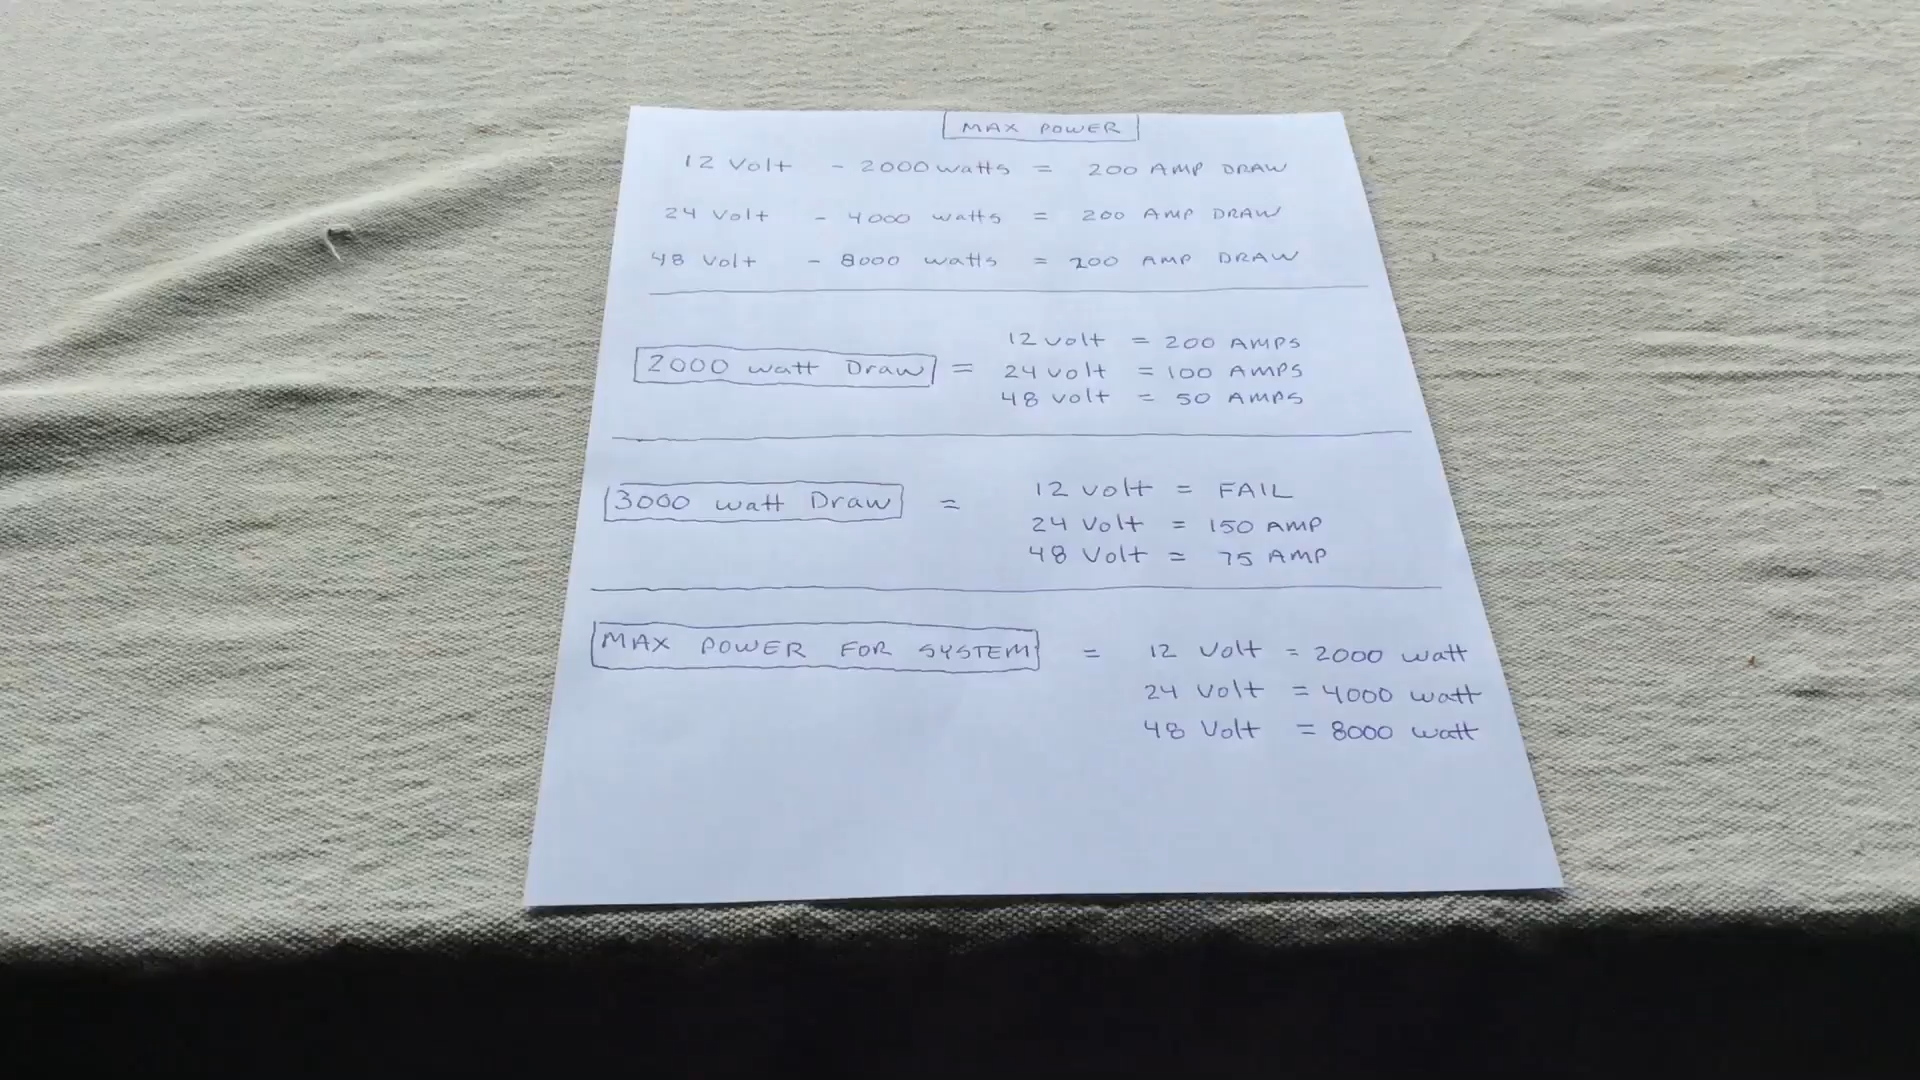 MAX POWER
12 Volt - 2000 watts = 200 AMP DRAW
24 Volt - 4000 watts = 200 AMP DRAW
48 Volt - 8000 watts = 200 AMP DRAW
2000 watt Draw =
12 volt = 200 AMPS
24 volt = 100 AMPS
48 volt = 50 AMPS
3000 watt Draw =
12 volt = FAIL
24 Volt = 150 AMP
48 Volt = 75 AMP
MAX POWER FOR SYSTEM =
12 Volt = 2000 watt
24 Volt = 4000 watt
48 Volt = 8000 watt